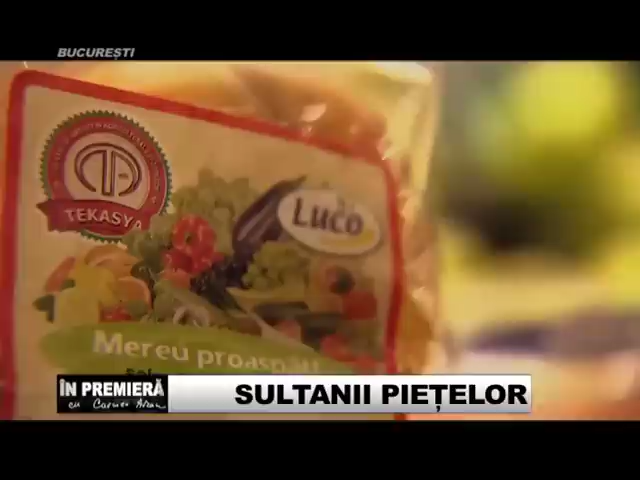 BUCUREȘTI
TEKASYA
Luco
Mereu proaspăt!
ÎN PREMIERĂ
cu Carmen Avram
SULTANII PIEȚELOR